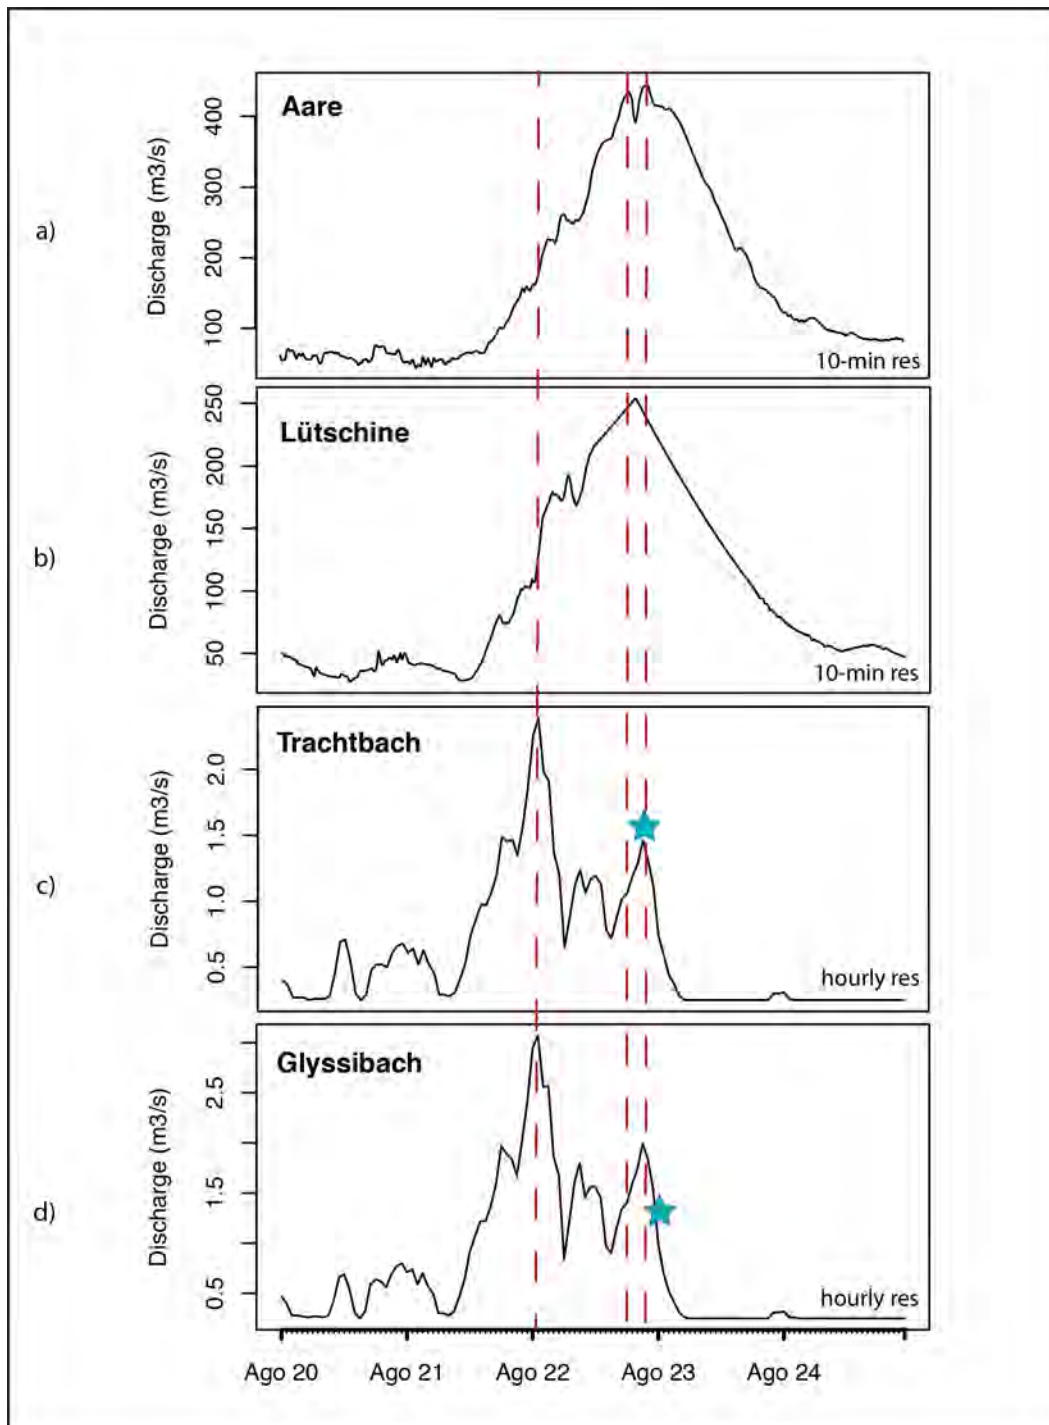 a)
Aare
Discharge (m3/s)
400
300
200
100
10-min res
b)
Lütschine
Discharge (m3/s)
250
200
150
100
50
10-min res
c)
Trachtbach
Discharge (m3/s)
2.0
1.5
1.0
0.5
hourly res
d)
Glyssibach
Discharge (m3/s)
2.5
1.5
0.5
hourly res
Ago 20 Ago 21 Ago 22 Ago 23 Ago 24